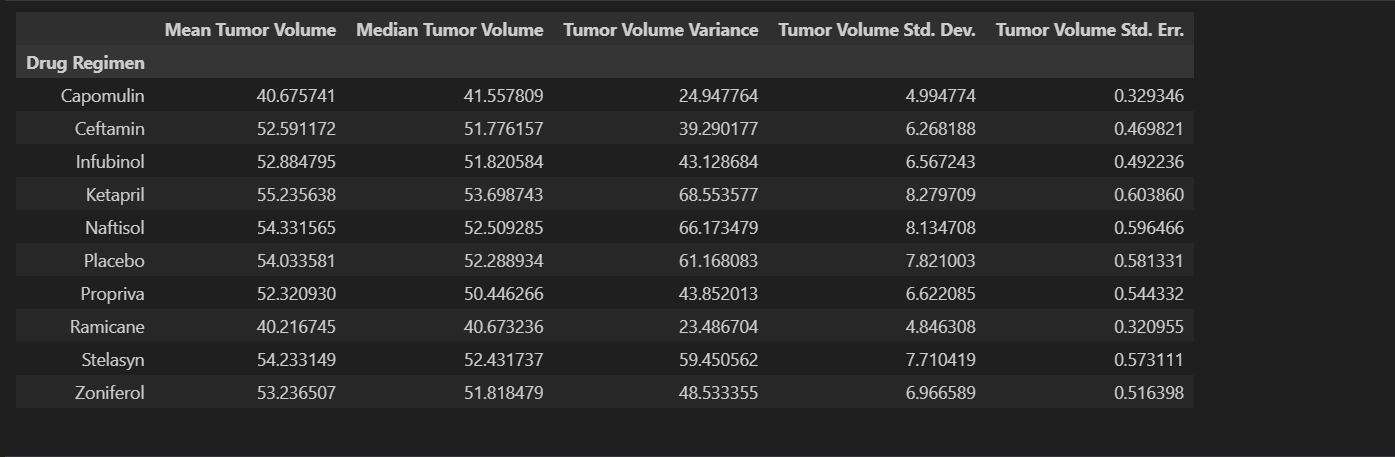 Mean Tumor Volume Median Tumor Volume Tumor Volume Variance Tumor Volume Std. Dev. Tumor Volume Std. Err.
Drug Regimen
Capomulin 40.675741 41.557809 24.947764 4.994774 0.329346
Ceftamin 52.591172 51.776157 39.290177 6.268188 0.469821
Infubinol 52.884795 51.820584 43.128684 6.567243 0.492236
Ketapril 55.235638 53.698743 68.553577 8.279709 0.603860
Naftisol 54.331565 52.509285 66.173479 8.134708 0.596466
Placebo 54.033581 52.288934 61.168083 7.821003 0.581331
Propriva 52.320930 50.446266 43.852013 6.622085 0.544332
Ramicane 40.216745 40.673236 23.486704 4.846308 0.320955
Stelasyn 54.233149 52.431737 59.450562 7.710419 0.573111
Zoniferol 53.236507 51.818479 48.533355 6.966589 0.516398